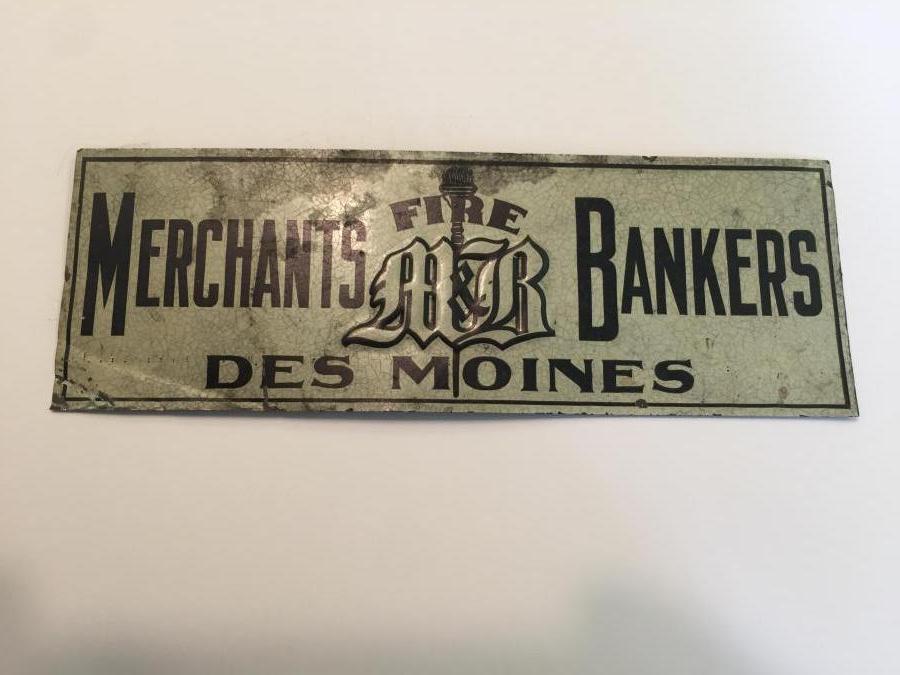 FIRE
MERCHANTS M&B BANKERS
DES MOINES